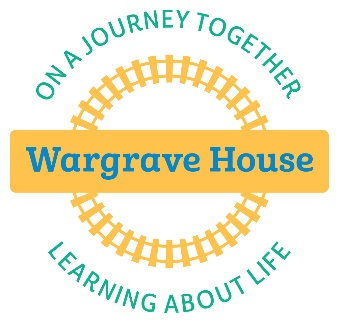 ON A JOURNEY TOGETHER
Wargrave House
LEARNING ABOUT LIFE